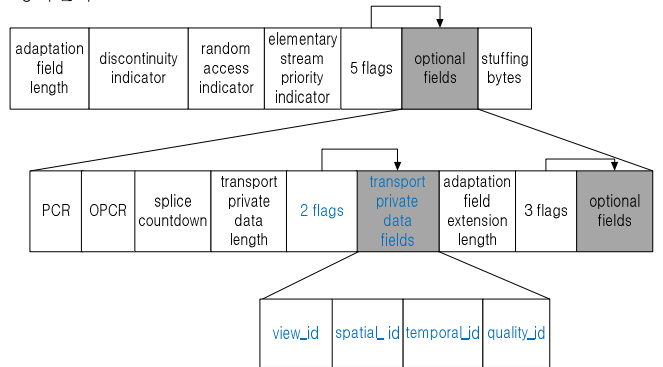 adaptation
field
length
discontinuity
indicator
random
access
indicator
elementary
stream
priority
indicator
5 flags
optional
fields
stuffing
bytes
PCR
OPCR
splice
countdown
transport
private
data
length
2 flags
transport
private
data
fields
adaptation
field
extension
length
3 flags
optional
fields
view_id
spatial_ id
temporal_id
quality_id